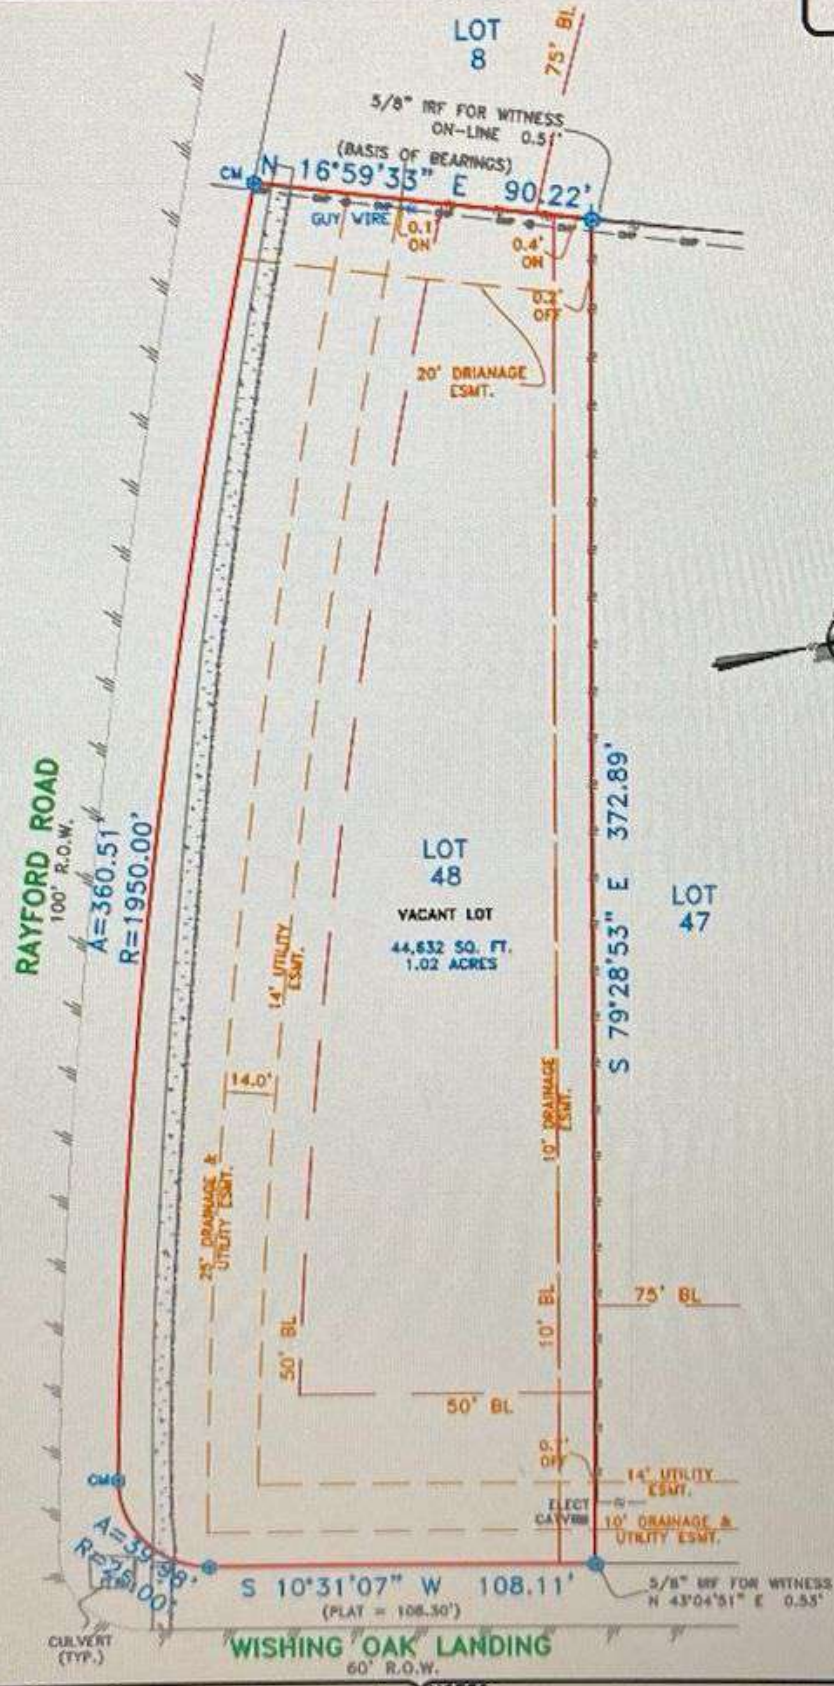 LOT
8
75' BL
5/8" IRF FOR WITNESS
ON-LINE 0.5'
(BASIS OF BEARINGS)
CM
N 16°59'33" E 90.22'
GUY WIRE
0.1
ON
0.4'
ON
0.2'
OFF
20' DRIANAGE
ESMT.
RAYFORD ROAD
100' R.O.W.
A=360.51'
R=1950.00'
LOT
48
VACANT LOT
44,632 SQ. FT.
1.02 ACRES
S 79°28'53" E 372.89'
LOT
47
14' UTILITY
ESMT.
14.0'
25' DRAINAGE &
UTILITY ESMT.
10' DRAINAGE
ESMT.
10' BL
75' BL
50' BL
50' BL
OFF
14' UTILITY
ESMT.
ELECT
10' DRAINAGE &
UTILITY ESMT.
CM
A=39.98'
R=26.00'
S 10°31'07" W 108.11'
(PLAT = 108.30')
5/8" IRF FOR WITNESS
N 43°04'51" E 0.53'
CULVERT
(TYP.)
WISHING OAK LANDING
60' R.O.W.